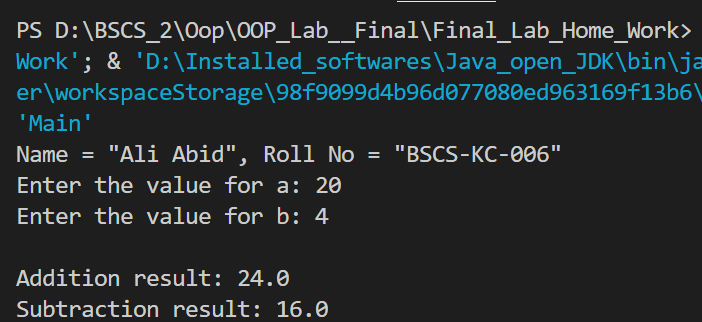 PS D:\BSCS_2\Oop\OOP_Lab__Final\Final_Lab_Home_Work>
Work'; & 'D:\Installed_softwares\Java_open_JDK\bin\ja
er\workspaceStorage\98f9099d4b96d077080ed963169f13b6\
'Main'
Name = "Ali Abid", Roll No = "BSCS-KC-006"
Enter the value for a: 20
Enter the value for b: 4
Addition result: 24.0
Subtraction result: 16.0